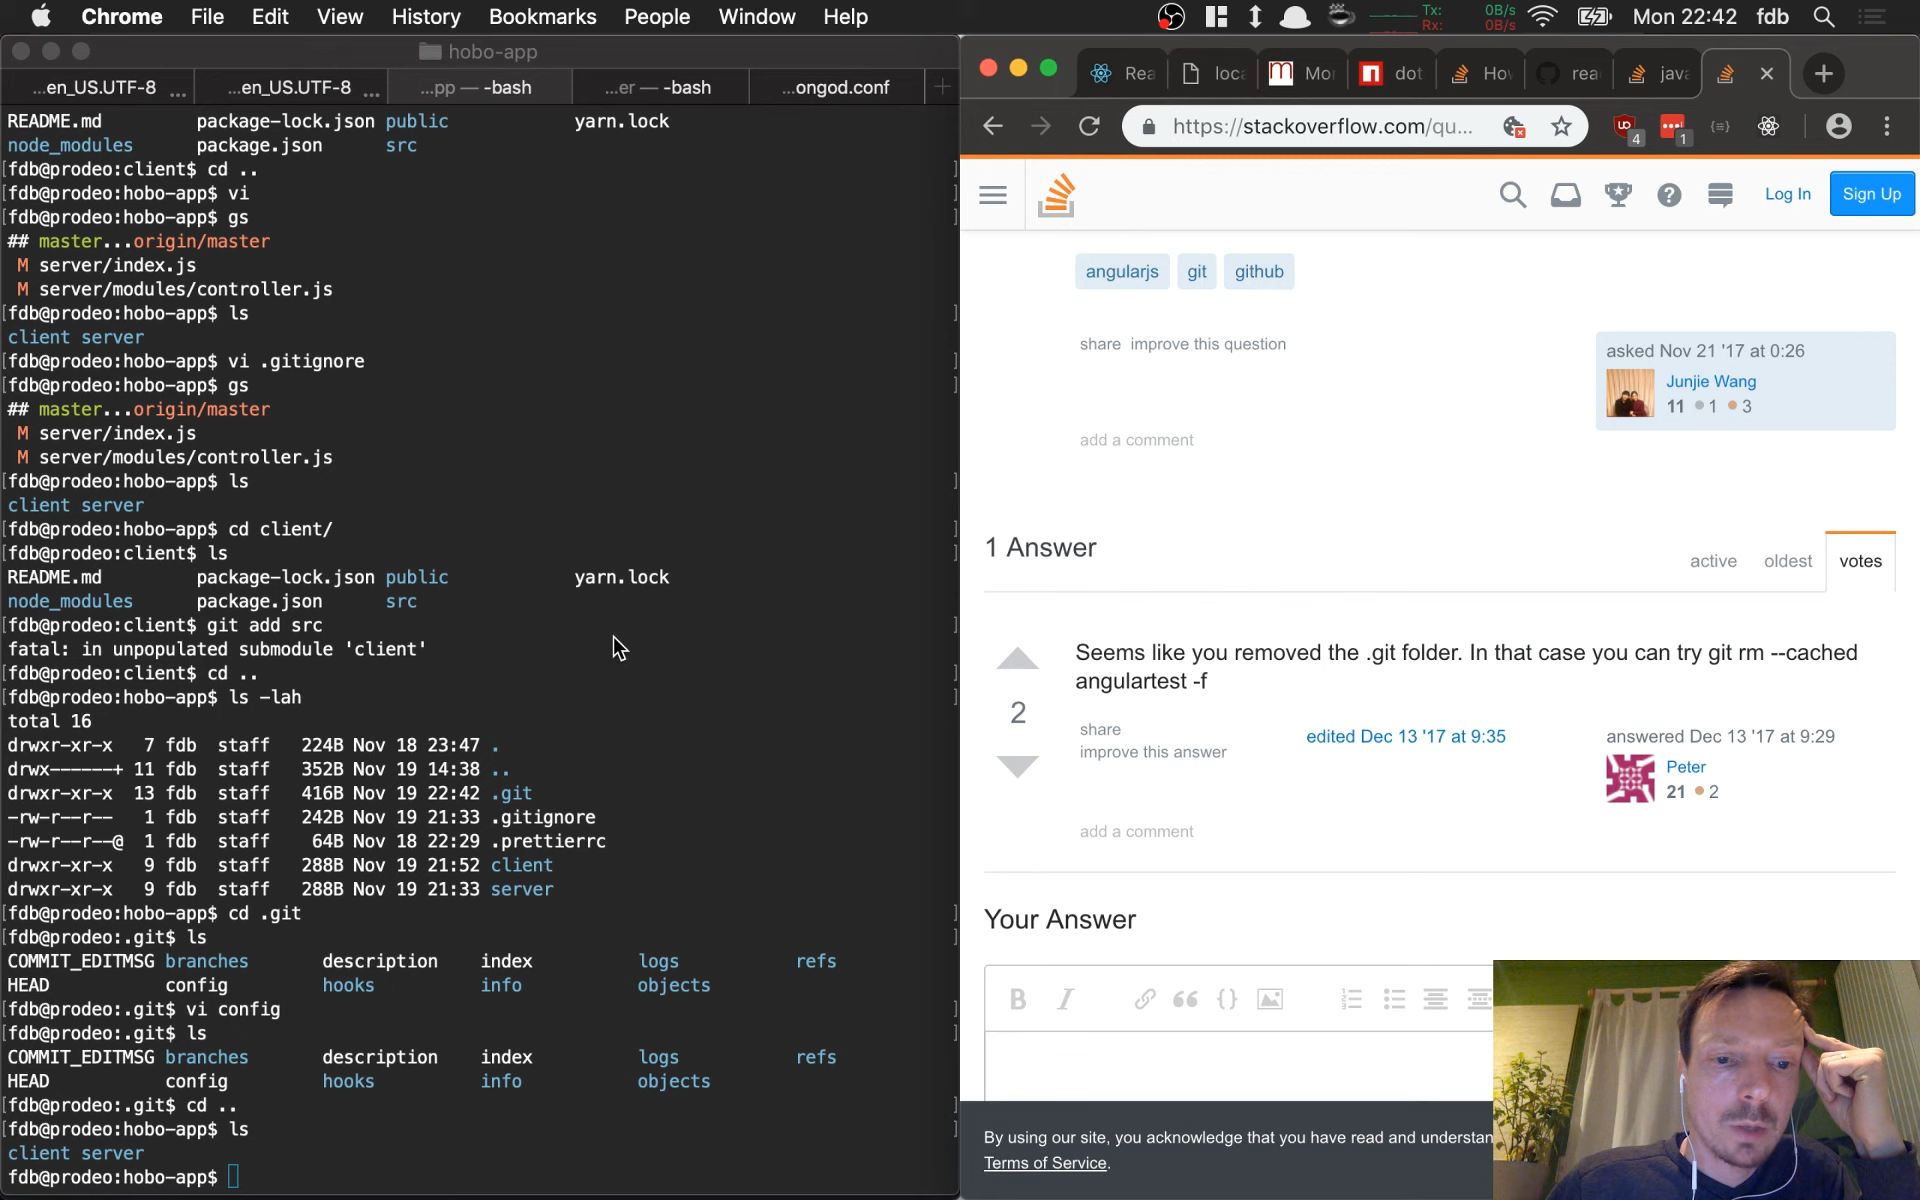 Chrome File Edit View History Bookmarks People Window Help
Tx: 0B/s
Rx: 0B/s
Mon 22:42 fdb
hobo-app
...en_US.UTF-8 ... ...en_US.UTF-8 ... ...pp — -bash ...er — -bash ...ongod.conf
README.md package-lock.json public yarn.lock
node_modules package.json src
[fdb@prodeo:client$ cd .. ]
[fdb@prodeo:hobo-app$ vi ]
[fdb@prodeo:hobo-app$ gs ]
## master...origin/master
M server/index.js
M server/modules/controller.js
[fdb@prodeo:hobo-app$ ls ]
client server
[fdb@prodeo:hobo-app$ vi .gitignore ]
[fdb@prodeo:hobo-app$ gs ]
## master...origin/master
M server/index.js
M server/modules/controller.js
[fdb@prodeo:hobo-app$ ls ]
client server
[fdb@prodeo:hobo-app$ cd client/ ]
[fdb@prodeo:client$ ls ]
README.md package-lock.json public yarn.lock
node_modules package.json src
[fdb@prodeo:client$ git add src ]
fatal: in unpopulated submodule 'client'
[fdb@prodeo:client$ cd .. ]
[fdb@prodeo:hobo-app$ ls -lah ]
total 16
drwxr-xr-x 7 fdb staff 224B Nov 18 23:47 .
drwx------+ 11 fdb staff 352B Nov 19 14:38 ..
drwxr-xr-x 13 fdb staff 416B Nov 19 22:42 .git
-rw-r--r-- 1 fdb staff 242B Nov 19 21:33 .gitignore
-rw-r--r--@ 1 fdb staff 64B Nov 18 22:29 .prettierrc
drwxr-xr-x 9 fdb staff 288B Nov 19 21:52 client
drwxr-xr-x 9 fdb staff 288B Nov 19 21:33 server
[fdb@prodeo:hobo-app$ cd .git ]
[fdb@prodeo:.git$ ls ]
COMMIT_EDITMSG branches description index logs refs
HEAD config hooks info objects
[fdb@prodeo:.git$ vi config ]
[fdb@prodeo:.git$ ls ]
COMMIT_EDITMSG branches description index logs refs
HEAD config hooks info objects
[fdb@prodeo:.git$ cd .. ]
[fdb@prodeo:hobo-app$ ls ]
client server
fdb@prodeo:hobo-app$
Rea loca Mon dot How rea java
https://stackoverflow.com/qu... 4 1
Log In Sign Up
angularjs git github
share improve this question
asked Nov 21 '17 at 0:26
Junjie Wang
11 1 3
add a comment
1 Answer
active oldest votes
Seems like you removed the .git folder. In that case you can try git rm --cached
angulartest -f
2
share
improve this answer
edited Dec 13 '17 at 9:35
answered Dec 13 '17 at 9:29
Peter
21 2
add a comment
Your Answer
B I
By using our site, you acknowledge that you have read and understan
Terms of Service.